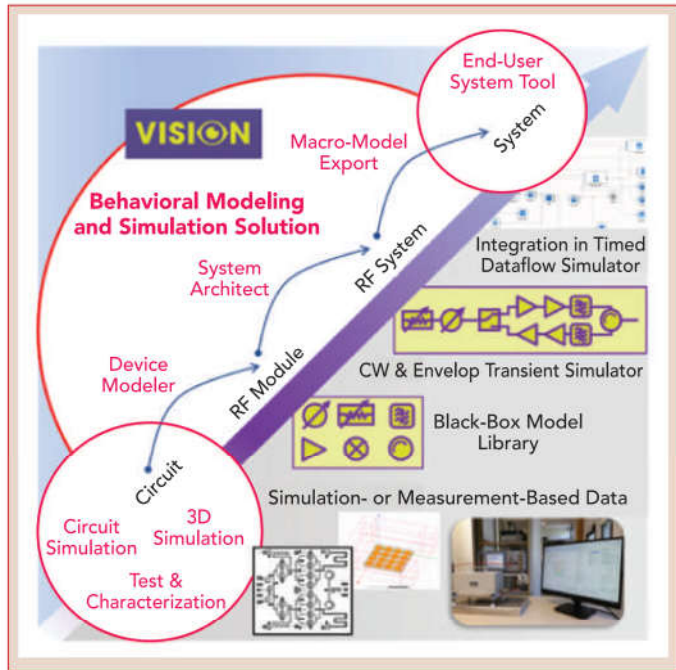 End-User
System Tool
System
VISION
Macro-Model
Export
Behavioral Modeling
and Simulation Solution
RF System
Integration in Timed
Dataflow Simulator
System
Architect
CW & Envelop Transient Simulator
Device
Modeler
RF Module
Black-Box Model
Library
Circuit
Simulation- or Measurement-Based Data
Circuit
Simulation
3D
Simulation
Test &
Characterization